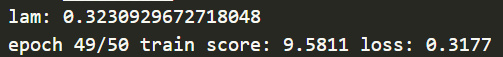 lam: 0.3230929672718048
epoch 49/50 train score: 9.5811 loss: 0.3177